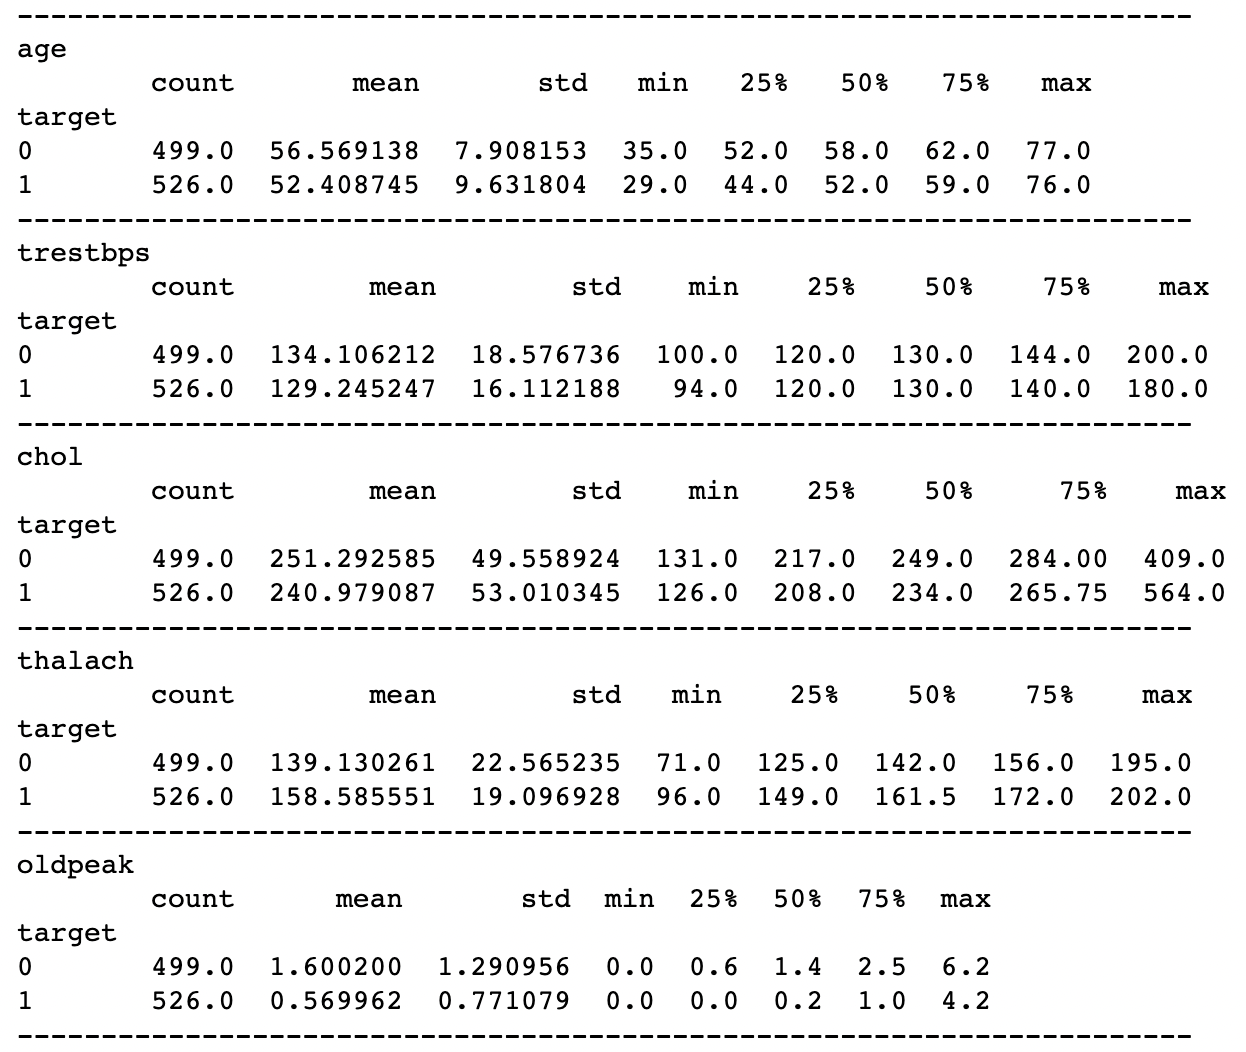 -----------------------------------------------------------------------
age
        count       mean       std   min   25%   50%   75%   max
target
0       499.0  56.569138  7.908153  35.0  52.0  58.0  62.0  77.0
1       526.0  52.408745  9.631804  29.0  44.0  52.0  59.0  76.0
-----------------------------------------------------------------------
trestbps
        count        mean        std    min    25%    50%    75%    max
target
0       499.0  134.106212  18.576736  100.0  120.0  130.0  144.0  200.0
1       526.0  129.245247  16.112188   94.0  120.0  130.0  140.0  180.0
-----------------------------------------------------------------------
chol
        count        mean        std    min    25%    50%     75%    max
target
0       499.0  251.292585  49.558924  131.0  217.0  249.0  284.00  409.0
1       526.0  240.979087  53.010345  126.0  208.0  234.0  265.75  564.0
-----------------------------------------------------------------------
thalach
        count        mean        std   min    25%    50%    75%    max
target
0       499.0  139.130261  22.565235  71.0  125.0  142.0  156.0  195.0
1       526.0  158.585551  19.096928  96.0  149.0  161.5  172.0  202.0
-----------------------------------------------------------------------
oldpeak
        count      mean       std  min  25%  50%  75%  max
target
0       499.0  1.600200  1.290956  0.0  0.6  1.4  2.5  6.2
1       526.0  0.569962  0.771079  0.0  0.0  0.2  1.0  4.2
-----------------------------------------------------------------------